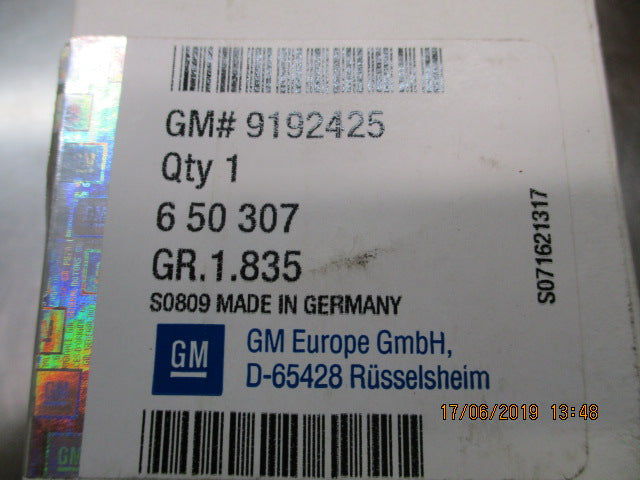 GM# 9192425
Qty 1
6 50 307
GR.1.835
S0809 MADE IN GERMANY
GM
GM Europe GmbH,
D-65428 Rüsselsheim
S071621317
17/06/2019 13:48
GM